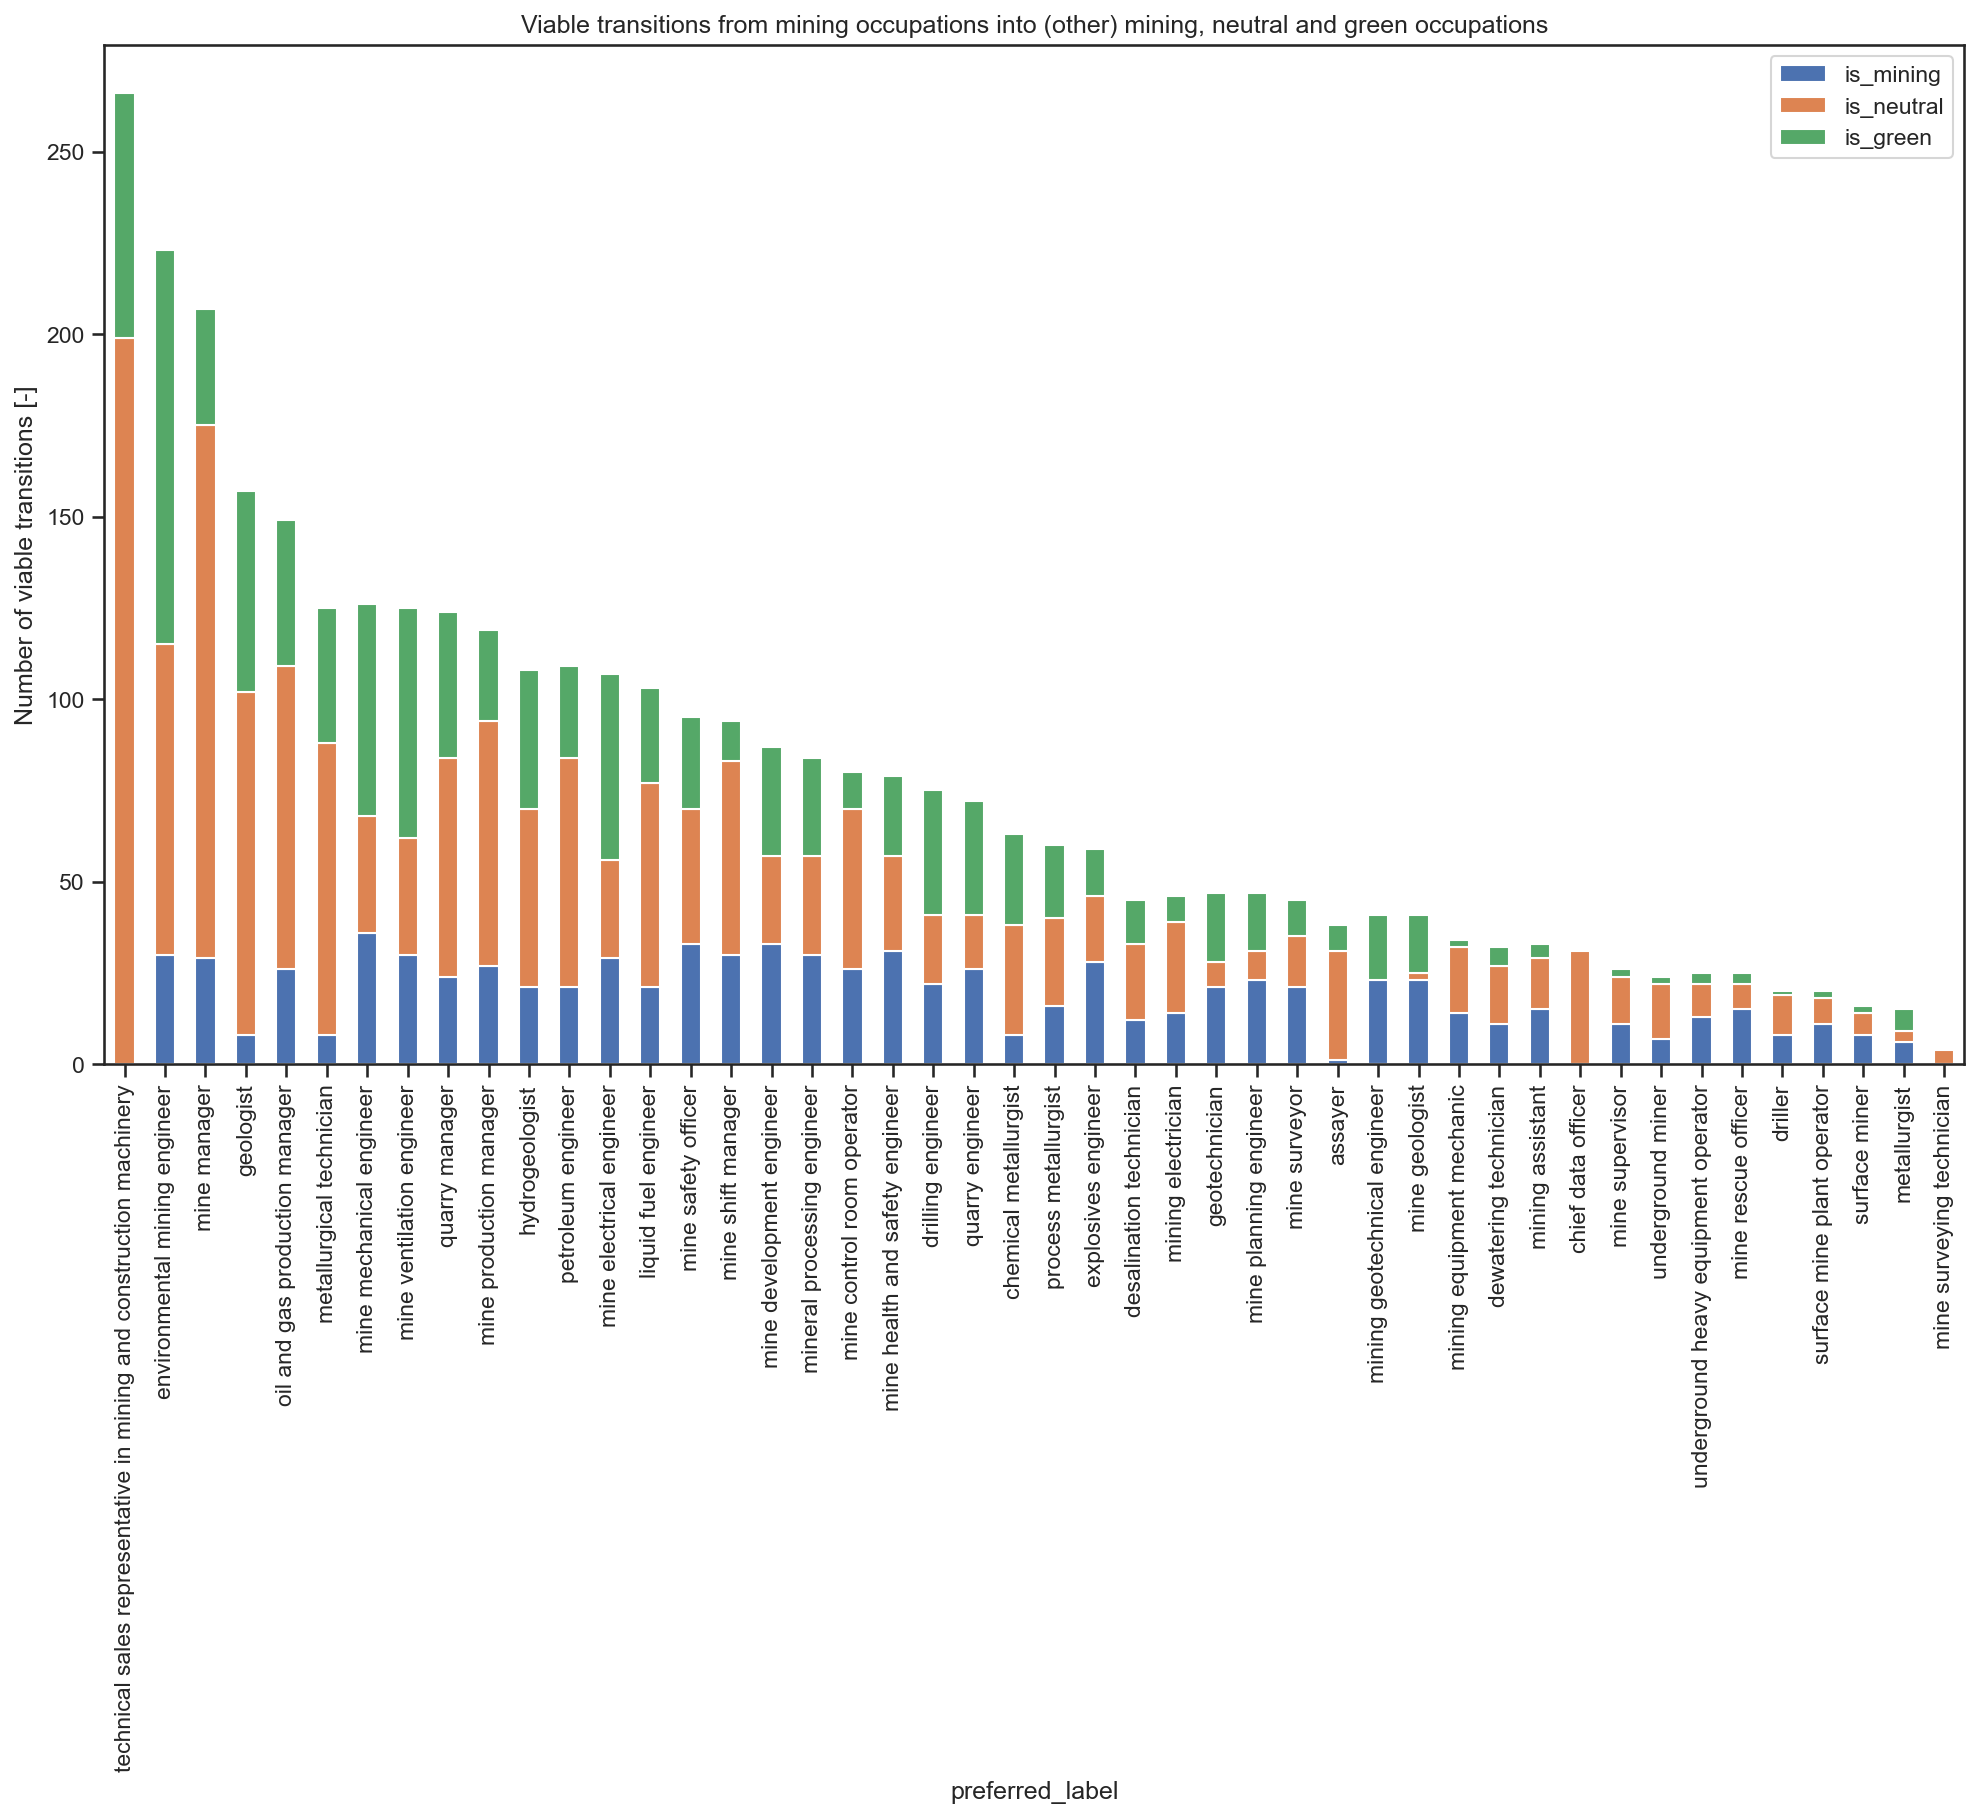 Viable transitions from mining occupations into (other) mining, neutral and green occupations
is_mining
is_neutral
is_green
Number of viable transitions [-]
250
200
150
100
50
0
technical sales representative in mining and construction machinery
environmental mining engineer
mine manager
geologist
oil and gas production manager
metallurgical technician
mine mechanical engineer
mine ventilation engineer
quarry manager
mine production manager
hydrogeologist
petroleum engineer
mine electrical engineer
liquid fuel engineer
mine safety officer
mine shift manager
mine development engineer
mineral processing engineer
mine control room operator
mine health and safety engineer
drilling engineer
quarry engineer
chemical metallurgist
process metallurgist
explosives engineer
desalination technician
mining electrician
geotechnician
mine planning engineer
mine surveyor
assayer
mining geotechnical engineer
mine geologist
mining equipment mechanic
dewatering technician
mining assistant
chief data officer
mine supervisor
underground miner
underground heavy equipment operator
mine rescue officer
driller
surface mine plant operator
surface miner
metallurgist
mine surveying technician
preferred_label